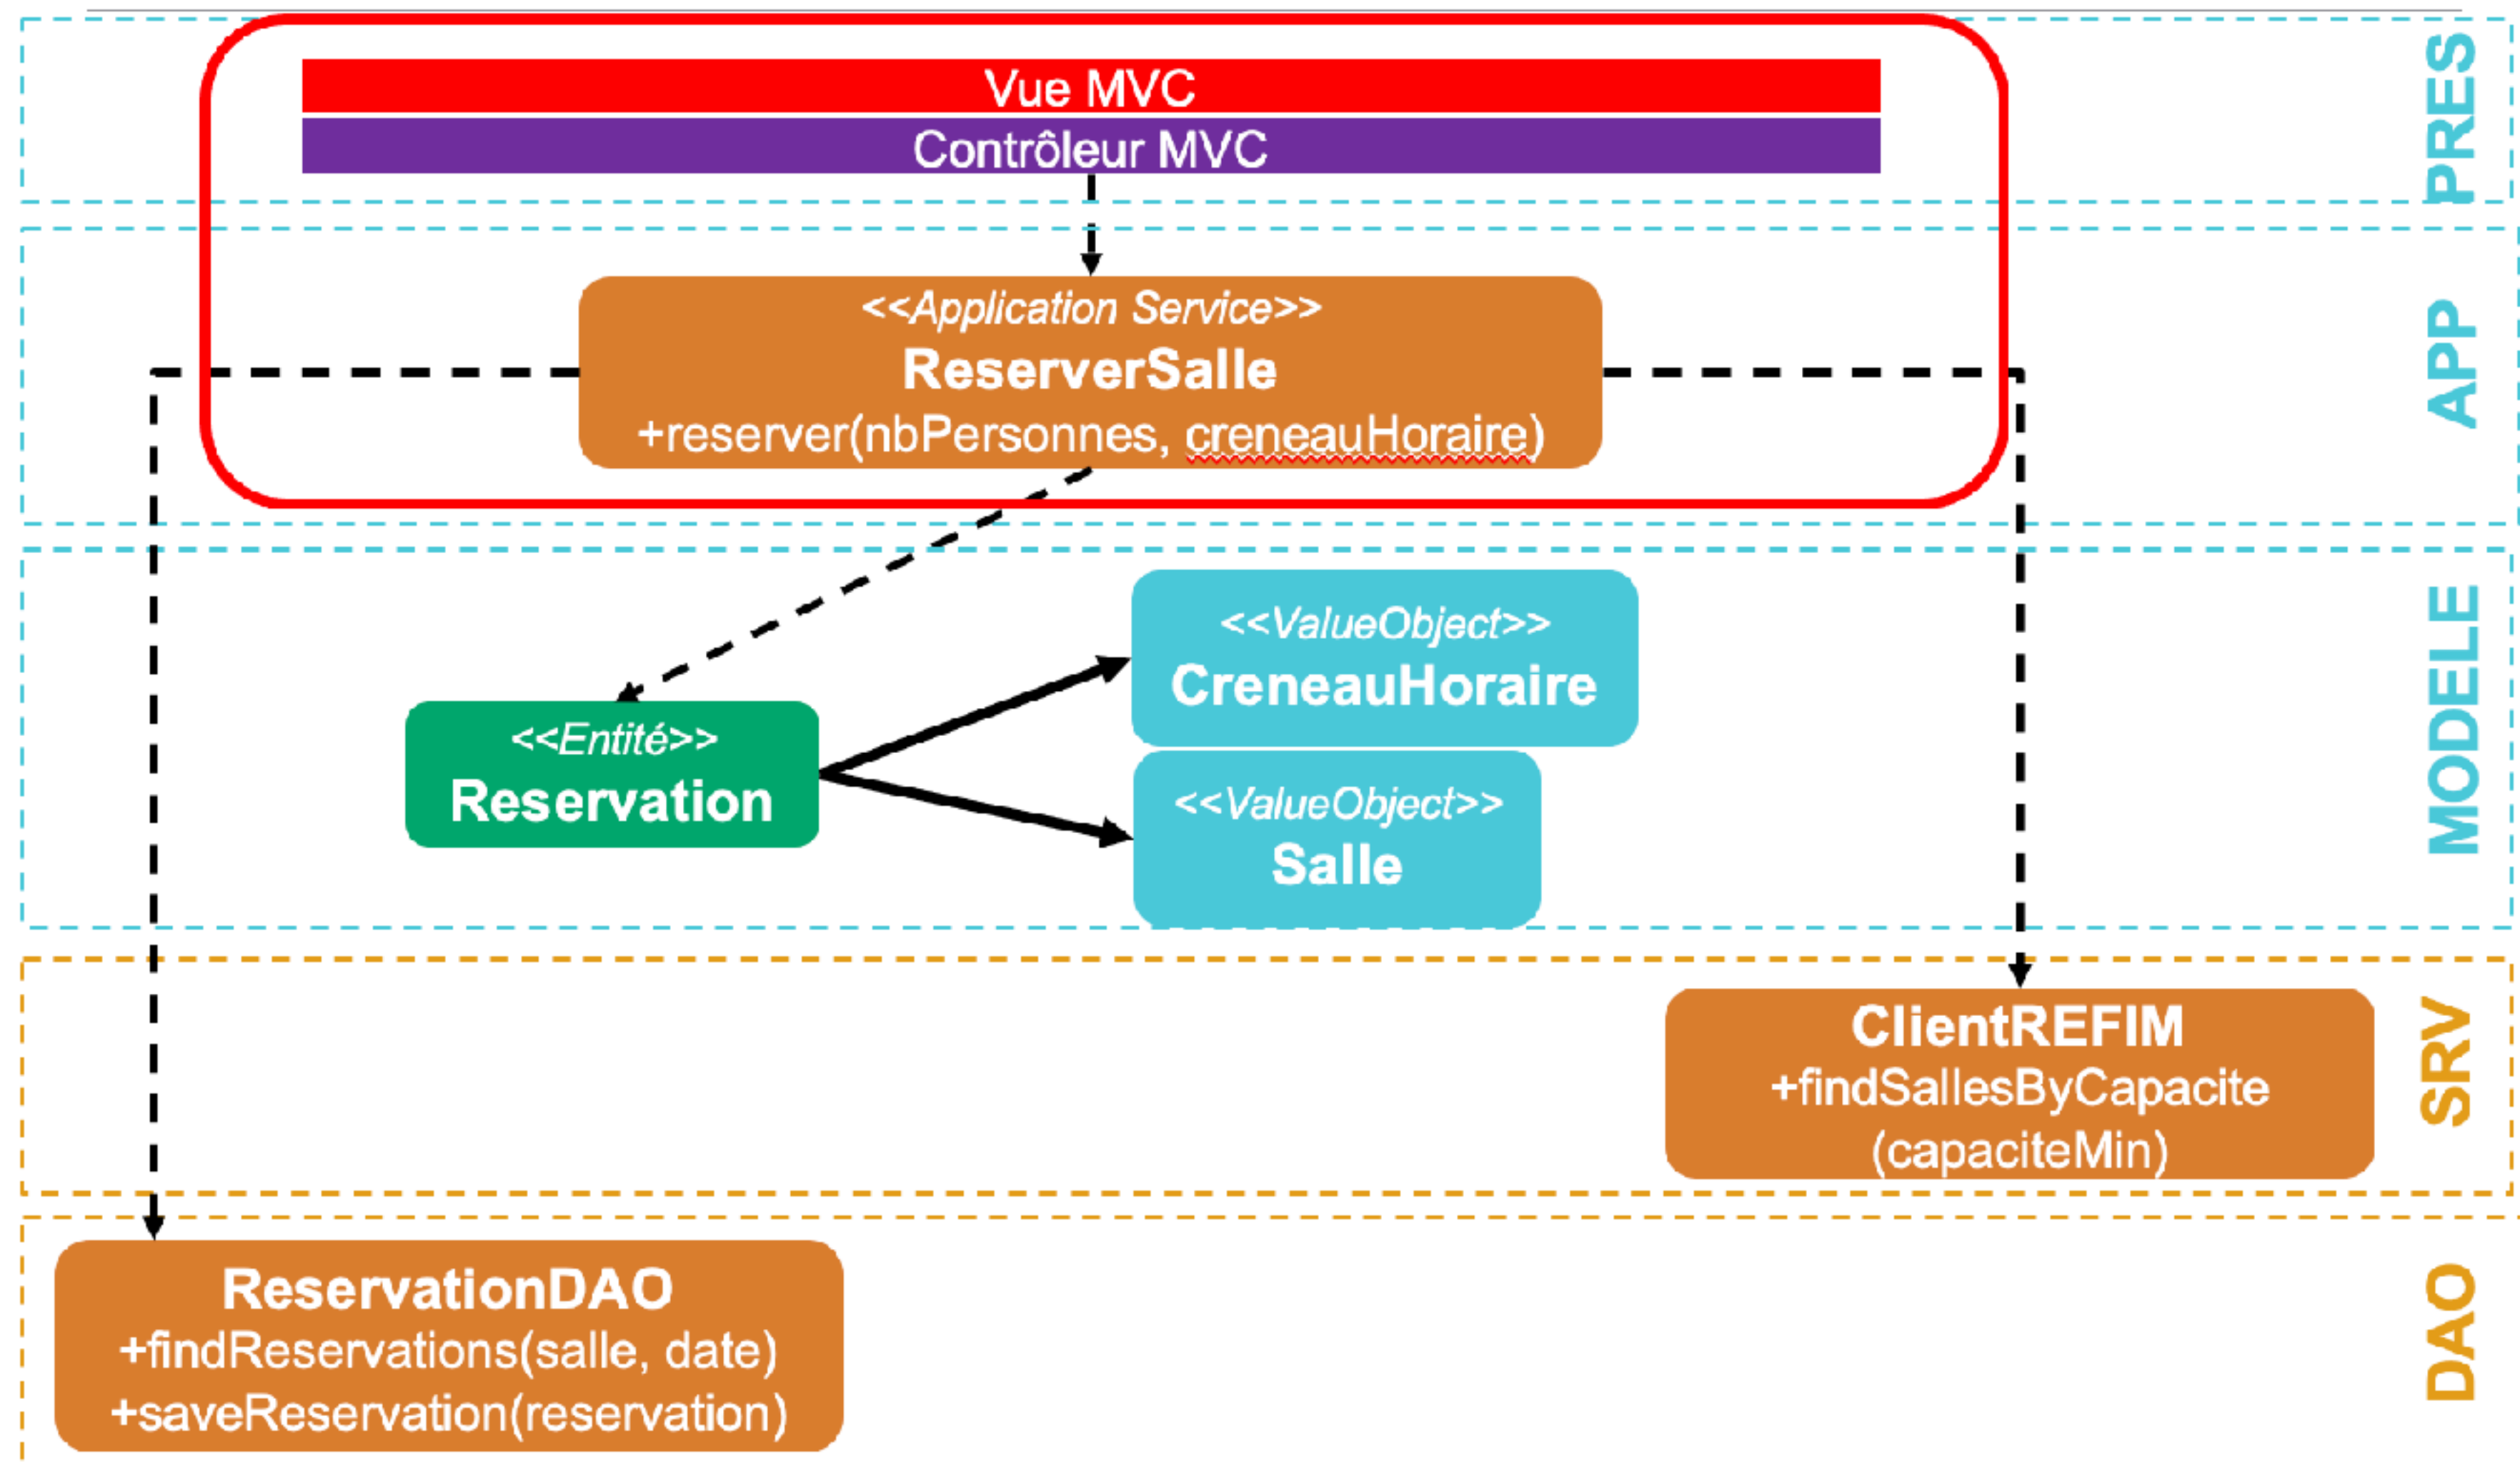 Vue MVC
Contrôleur MVC
PRES
<<Application Service>>
ReserverSalle
+reserver(nbPersonnes, creneauHoraire)
APP
<<ValueObject>>
CreneauHoraire
<<Entité>>
Reservation
<<ValueObject>>
Salle
MODELE
ClientREFIM
+findSallesByCapacite
(capaciteMin)
SRV
ReservationDAO
+findReservations(salle, date)
+saveReservation(reservation)
DAO